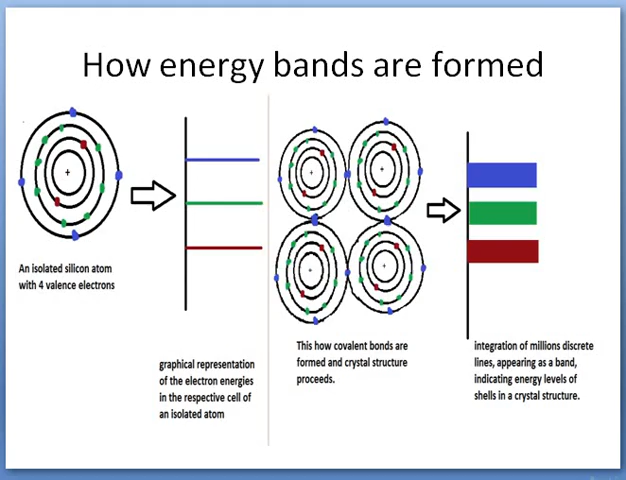 How energy bands are formed
+
An isolated silicon atom
with 4 valence electrons
graphical representation
of the electron energies
in the respective cell of
an isolated atom
+
+
+
+
This how covalent bonds are
formed and crystal structure
proceeds.
integration of millions discrete
lines, appearing as a band,
indicating energy levels of
shells in a crystal structure.